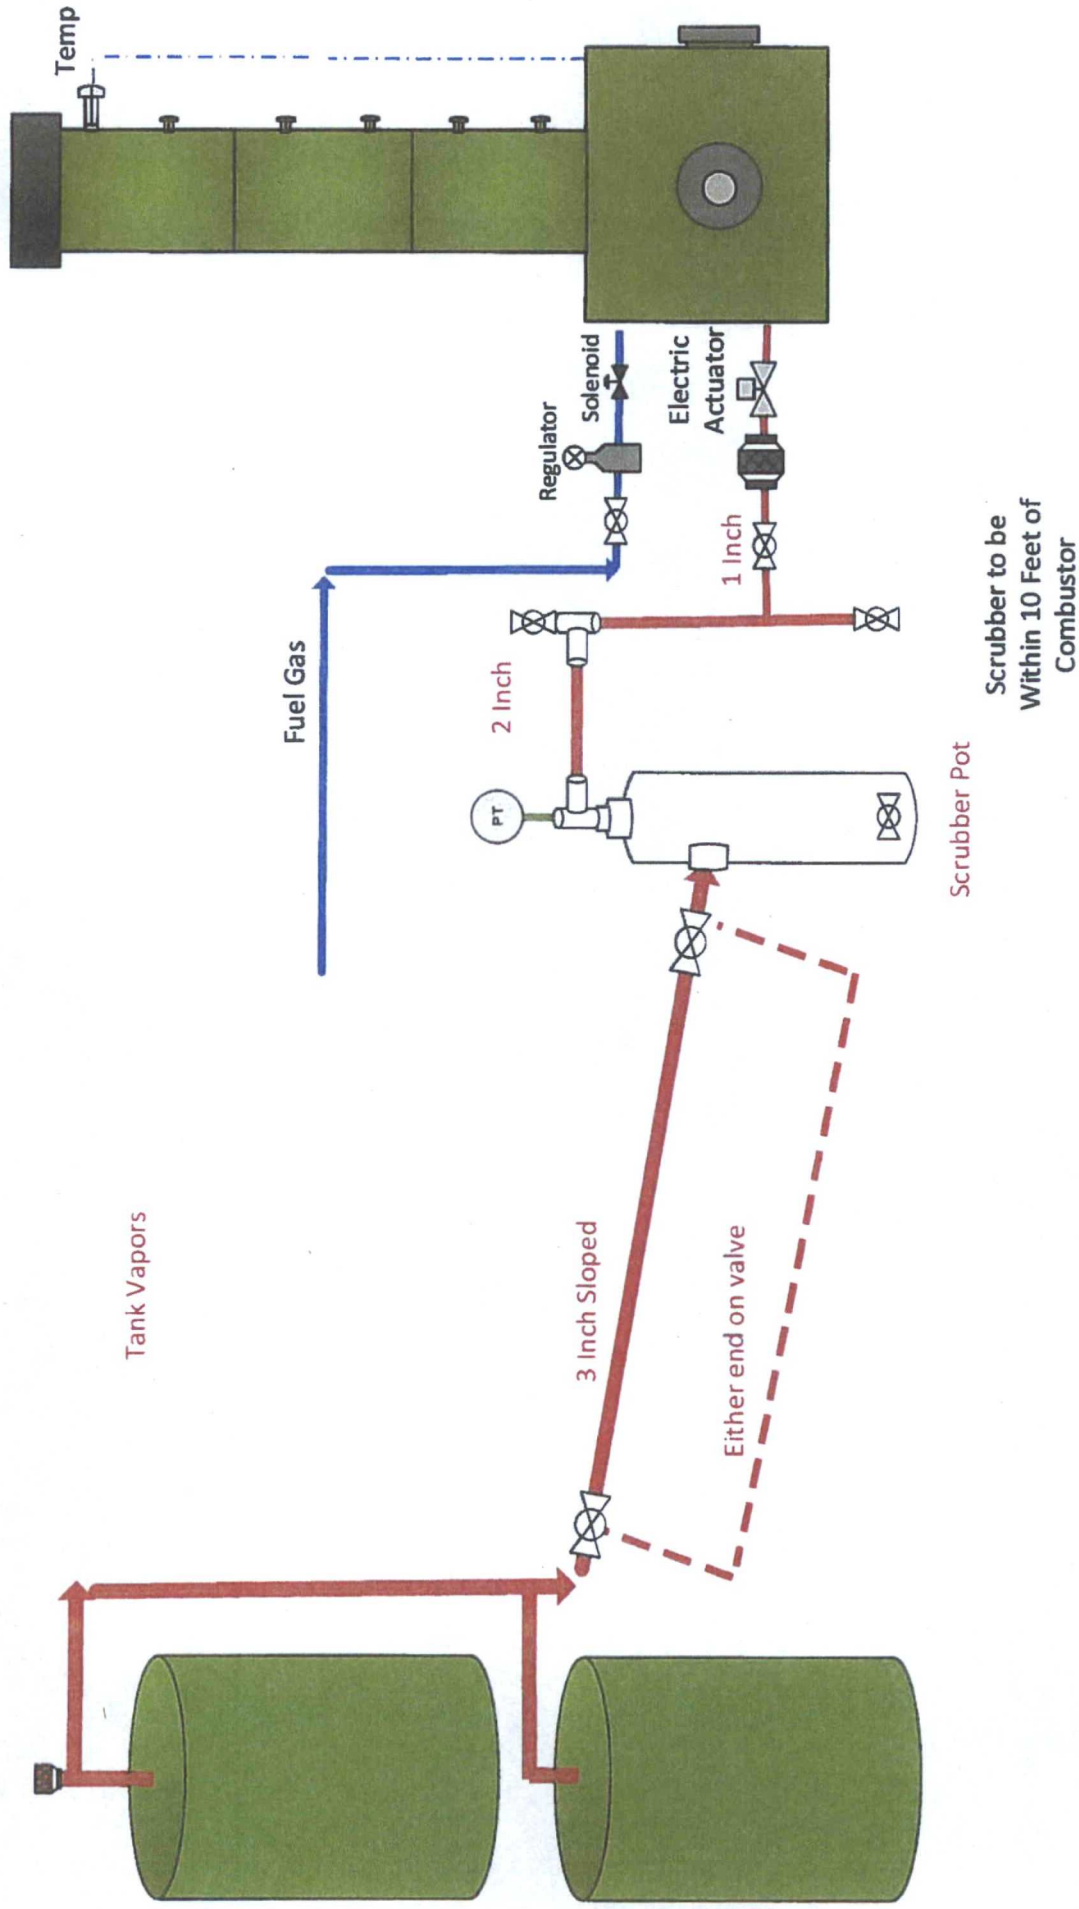 Temp
Tank Vapors
Fuel Gas
Regulator
Solenoid
Electric
Actuator
2 Inch
1 Inch
PT
3 Inch Sloped
Either end on valve
Scrubber Pot
Scrubber to be
Within 10 Feet of
Combustor